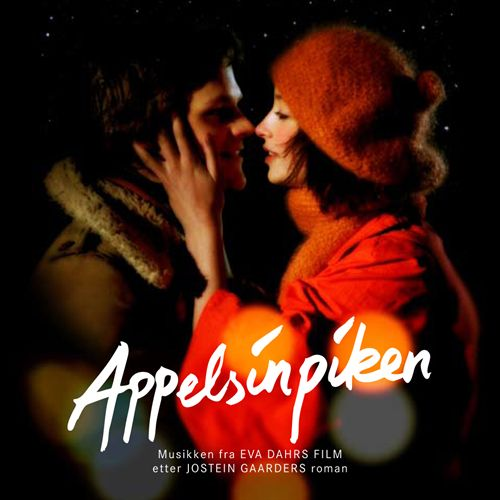 Appelsinpiken
Musikken fra EVA DAHRS FILM
etter JOSTEIN GAARDERS roman